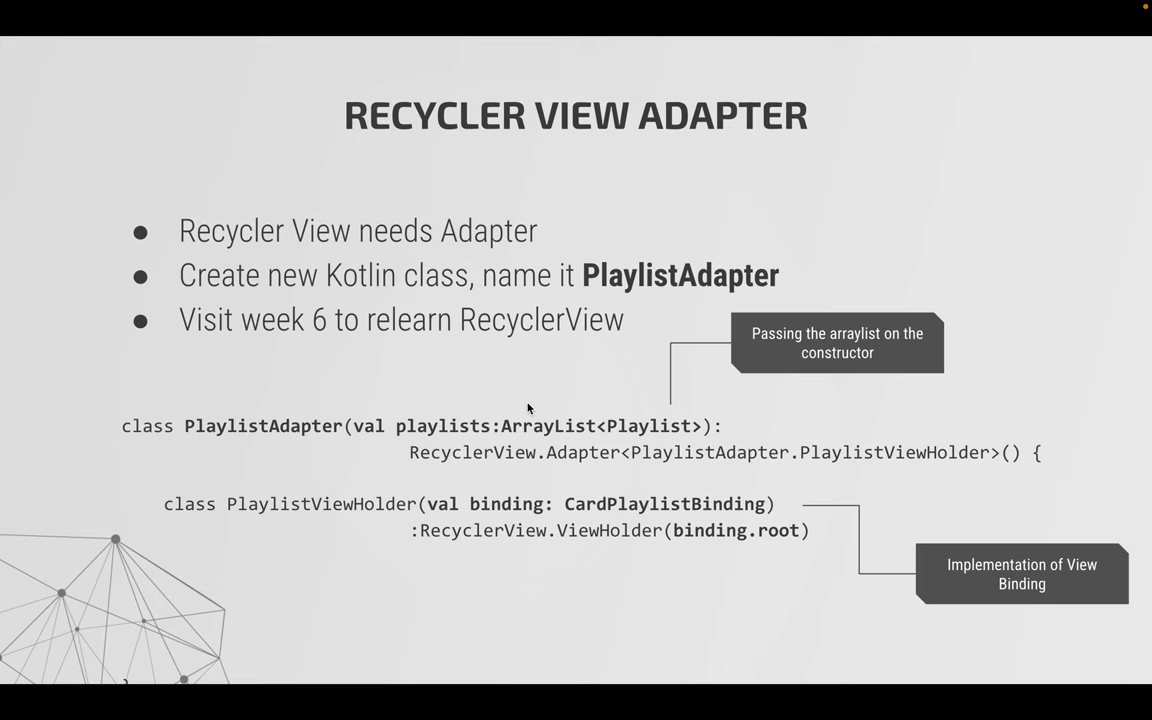 RECYCLER VIEW ADAPTER
● Recycler View needs Adapter
● Create new Kotlin class, name it PlaylistAdapter
● Visit week 6 to relearn RecyclerView
Passing the arraylist on the
constructor
class PlaylistAdapter(val playlists:ArrayList<Playlist>):
RecyclerView.Adapter<PlaylistAdapter.PlaylistViewHolder>() {
class PlaylistViewHolder(val binding: CardPlaylistBinding)
:RecyclerView.ViewHolder(binding.root)
Implementation of View
Binding
}